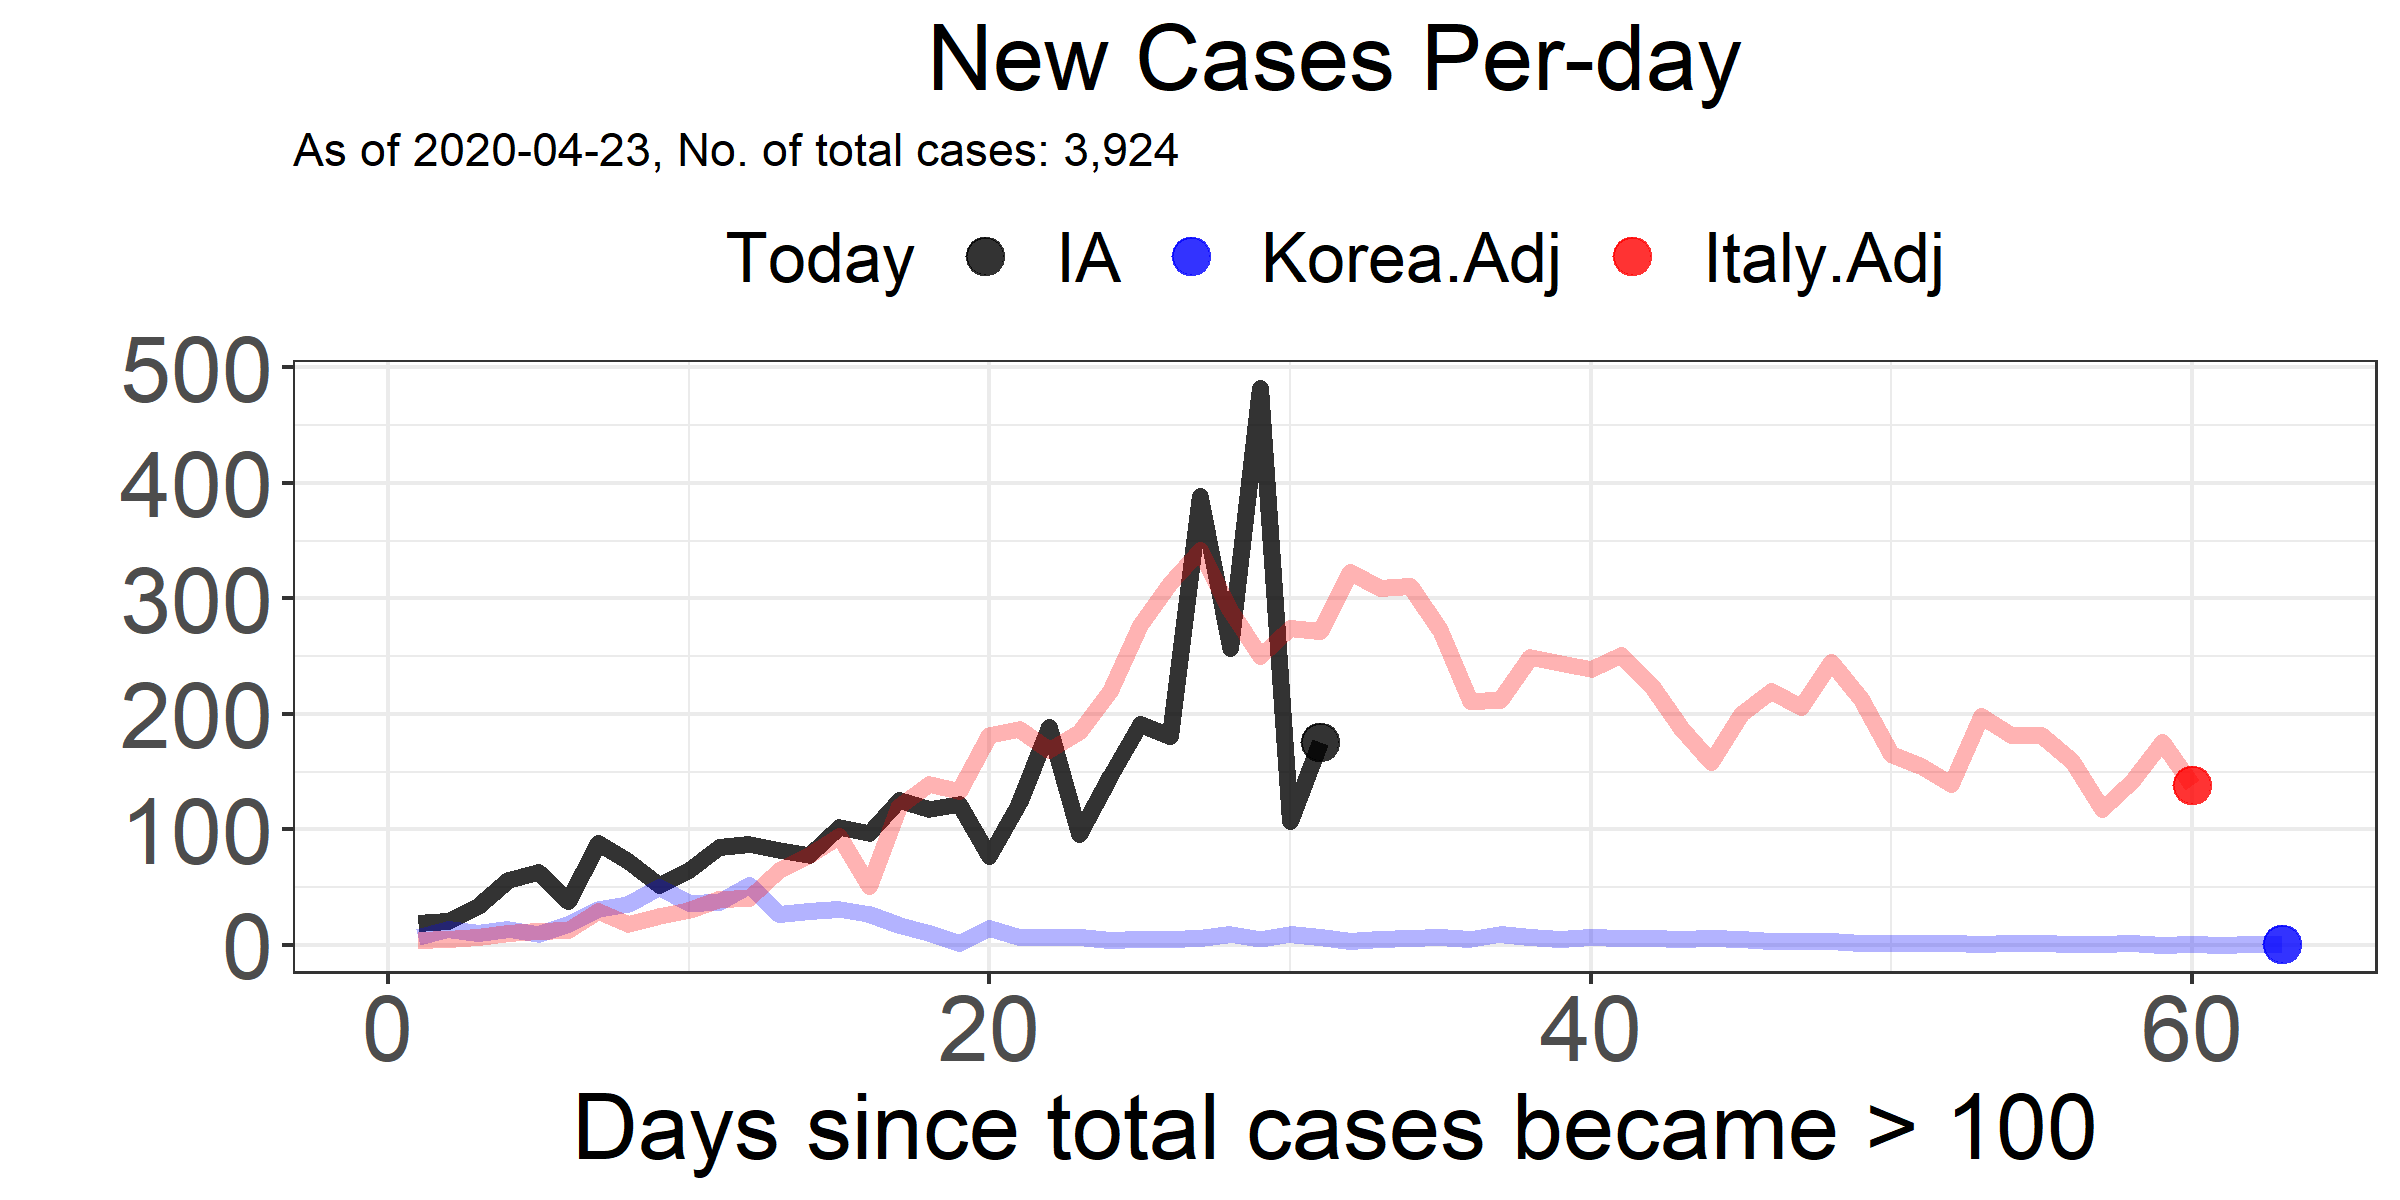 New Cases Per-day
As of 2020-04-23, No. of total cases: 3,924
Today IA Korea.Adj Italy.Adj
500
400
300
200
100
0
0 20 40 60
Days since total cases became > 100